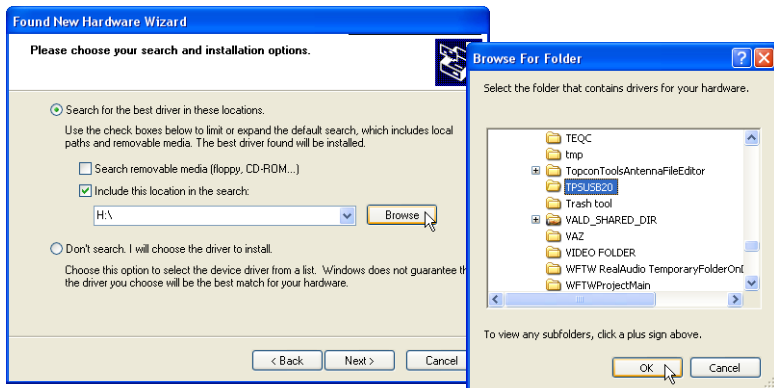 Found New Hardware Wizard
Please choose your search and installation options.
Search for the best driver in these locations.
Use the check boxes below to limit or expand the default search, which includes local
paths and removable media. The best driver found will be installed.
Search removable media (floppy, CD-ROM...)
Include this location in the search:
H:\
Browse
Don't search. I will choose the driver to install.
Choose this option to select the device driver from a list. Windows does not guarantee th
the driver you choose will be the best match for your hardware.
< Back
Next >
Cancel
Browse For Folder
Select the folder that contains drivers for your hardware.
TEQC
tmp
TopconToolsAntennaFileEditor
TPSUSB20
Trash tool
VALD_SHARED_DIR
VAZ
VIDEO FOLDER
WFTW RealAudio TemporaryFolderOnD
WFTWProjectMain
To view any subfolders, click a plus sign above.
OK
Cancel